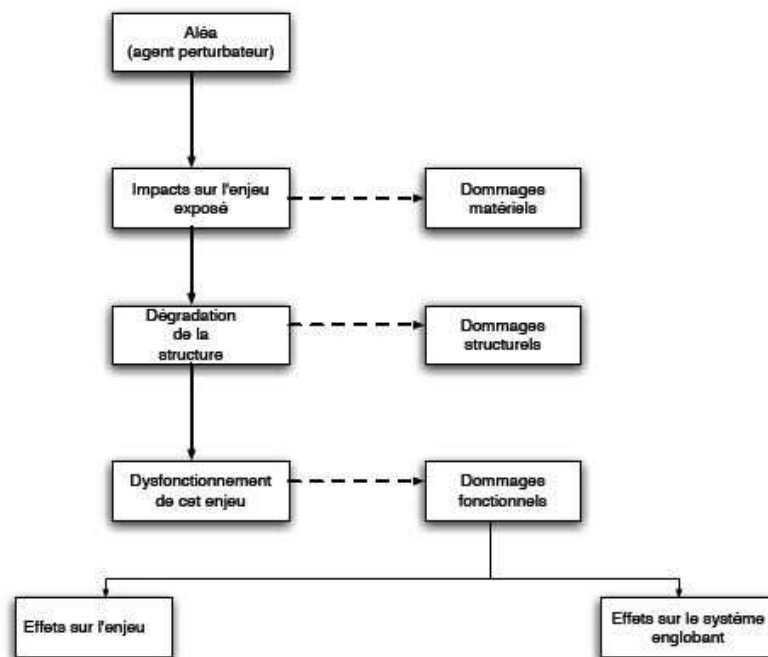 Aléa
(agent perturbateur)
Impacts sur l'enjeu
exposé
Dommages
matériels
Dégradation
de la
structure
Dommages
structurels
Dysfonctionnement
de cet enjeu
Dommages
fonctionnels
Effets sur l'enjeu
Effets sur le système
englobant